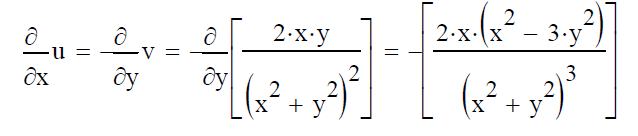 ∂/∂x u = −∂/∂y v = −∂/∂y [2·x·y / (x² + y²)²] = −[2·x·(x² − 3·y²) / (x² + y²)³]